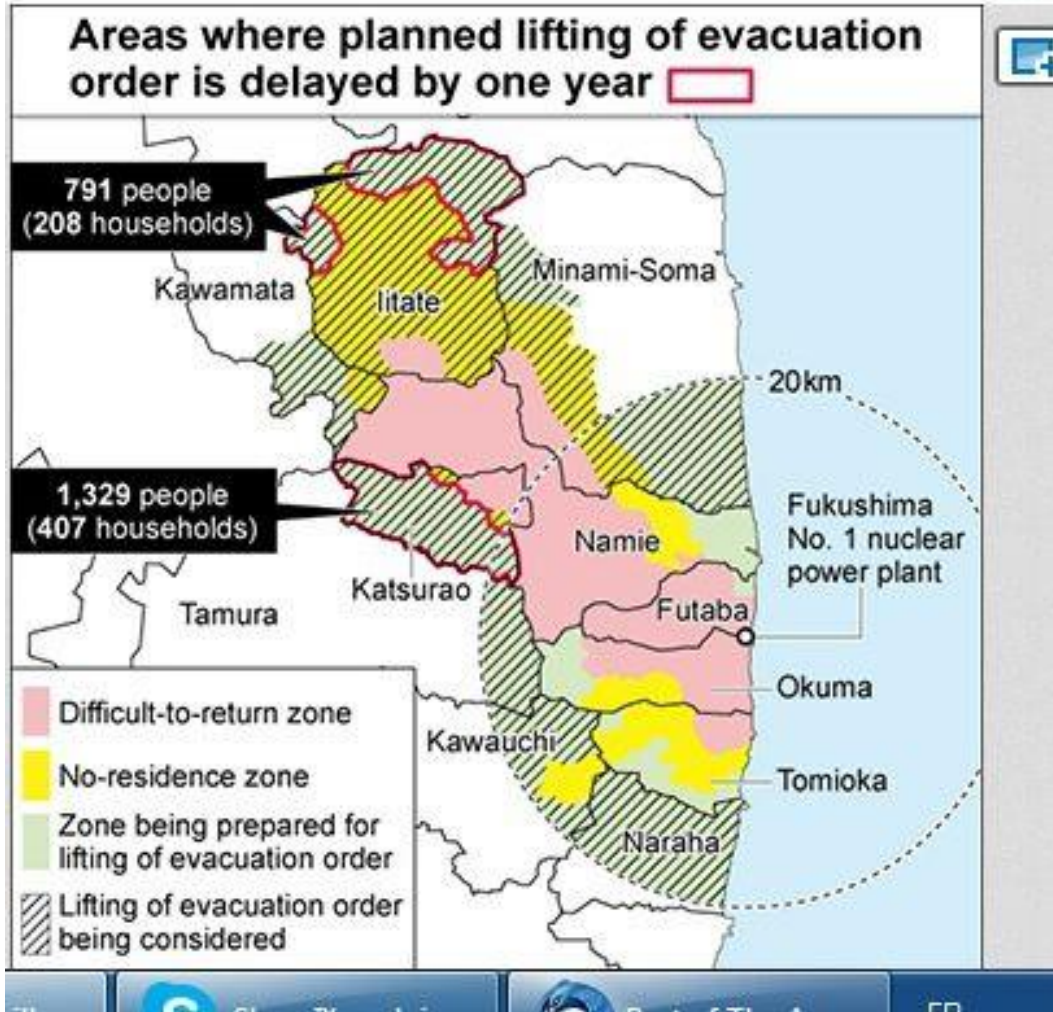 Areas where planned lifting of evacuation
order is delayed by one year
791 people
(208 households)
Kawamata
Iitate
Minami-Soma
20km
1,329 people
(407 households)
Fukushima
No. 1 nuclear
power plant
Namie
Katsurao
Tamura
Futaba
Okuma
Kawauchi
Tomioka
Naraha
Difficult-to-return zone
No-residence zone
Zone being prepared for
lifting of evacuation order
Lifting of evacuation order
being considered